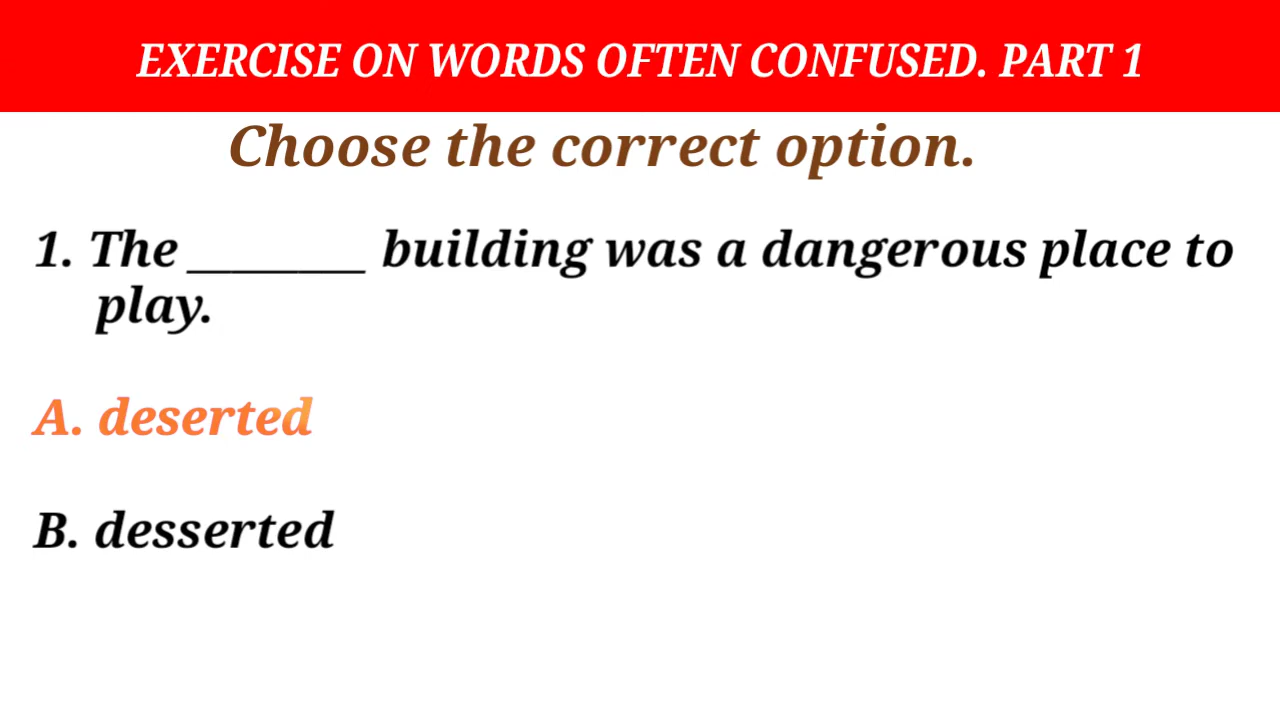 EXERCISE ON WORDS OFTEN CONFUSED. PART 1
Choose the correct option.
1. The ________ building was a dangerous place to
play.
A. deserted
B. desserted